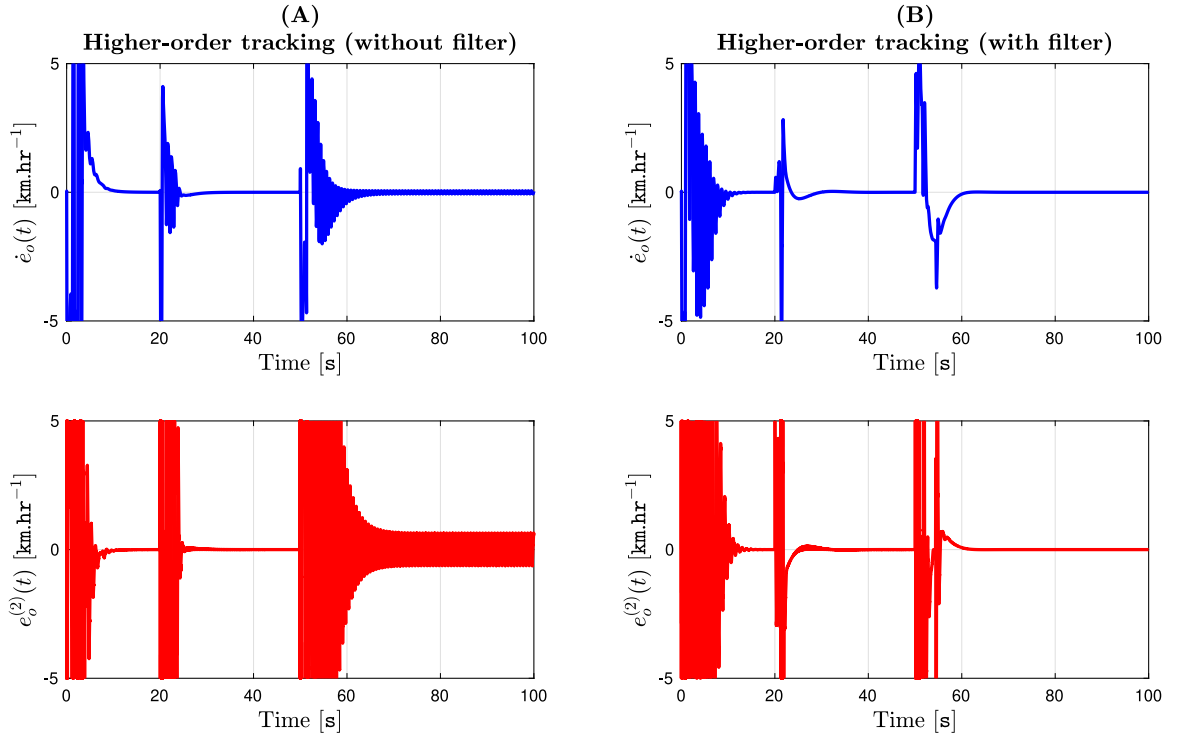 (A)
Higher-order tracking (without filter)
5
0
-5
ė_o(t) [km.hr⁻¹]
0 20 40 60 80 100
Time [s]
(B)
Higher-order tracking (with filter)
5
0
-5
ė_o(t) [km.hr⁻¹]
0 20 40 60 80 100
Time [s]
5
0
-5
e_o^(2)(t) [km.hr⁻¹]
0 20 40 60 80 100
Time [s]
5
0
-5
e_o^(2)(t) [km.hr⁻¹]
0 20 40 60 80 100
Time [s]